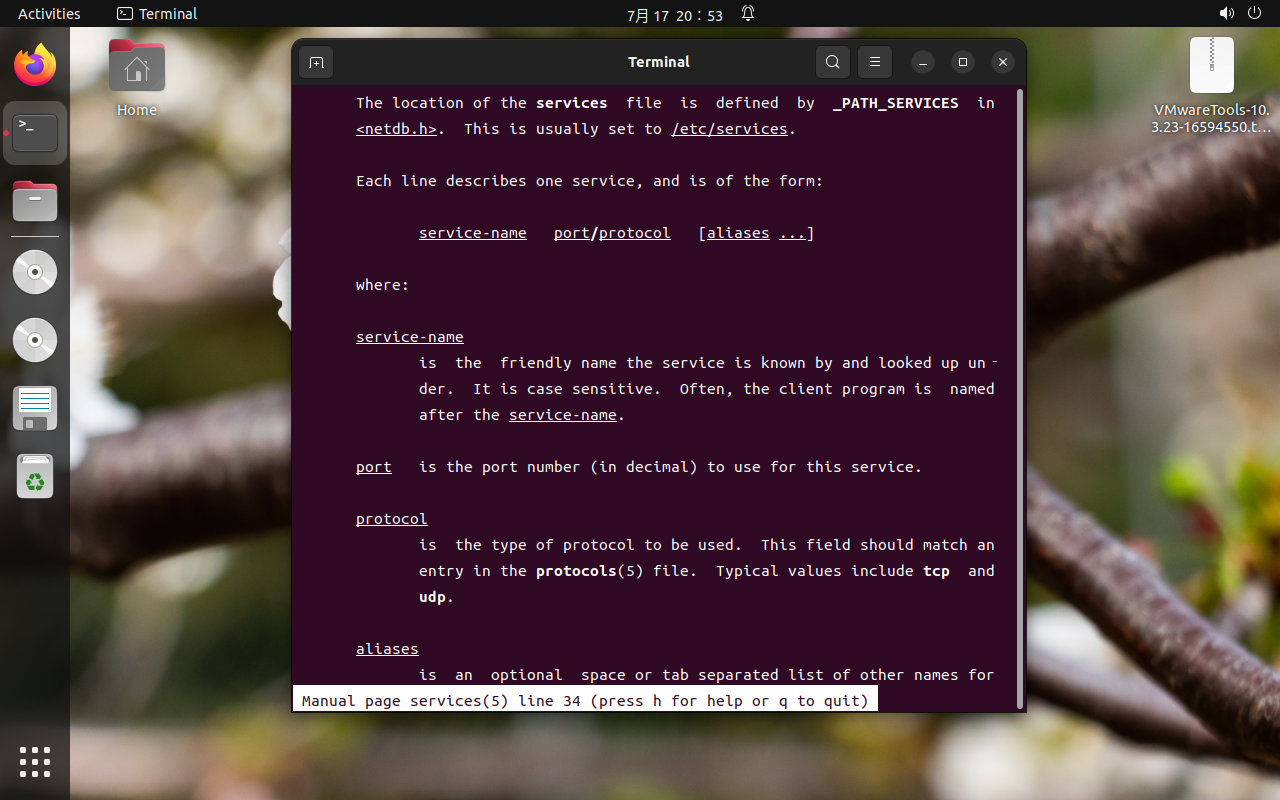 Activities
Terminal
7月 17 20：53
Home
VMwareTools-10.
3.23-16594550.t…
Terminal
The location of the services file is defined by _PATH_SERVICES in
<netdb.h>. This is usually set to /etc/services.
Each line describes one service, and is of the form:
service-name port/protocol [aliases ...]
where:
service-name
is the friendly name the service is known by and looked up un‐
der. It is case sensitive. Often, the client program is named
after the service-name.
port is the port number (in decimal) to use for this service.
protocol
is the type of protocol to be used. This field should match an
entry in the protocols(5) file. Typical values include tcp and
udp.
aliases
is an optional space or tab separated list of other names for
Manual page services(5) line 34 (press h for help or q to quit)